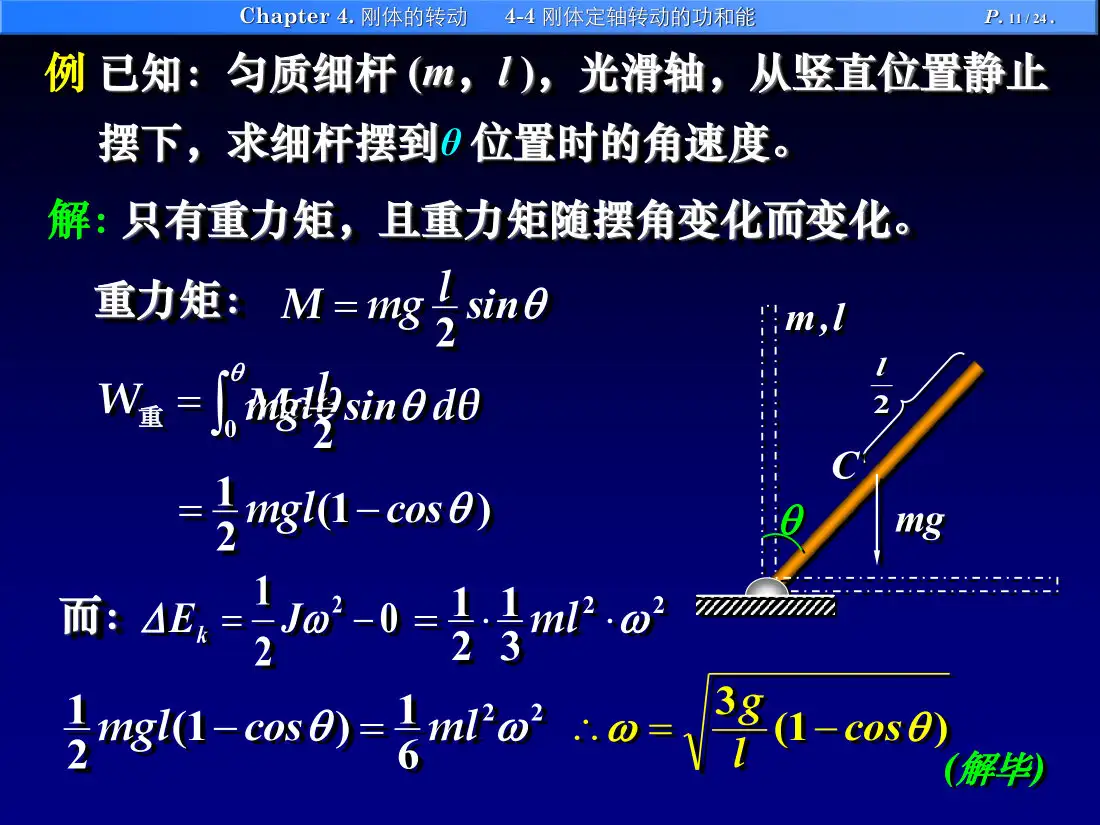 Chapter 4. 刚体的转动 4-4 刚体定轴转动的功和能 P. 11 / 24 .
例 已知：匀质细杆 (m，l )，光滑轴，从竖直位置静止
摆下，求细杆摆到θ 位置时的角速度。
解：只有重力矩，且重力矩随摆角变化而变化。
重力矩： M = mg l/2 sinθ
W重 = ∫₀^θ mg l/2 sinθ dθ
= 1/2 mgl(1 − cosθ)
而：ΔEk = 1/2 Jω² − 0 = 1/2 · 1/3 ml² · ω²
1/2 mgl(1 − cosθ) = 1/6 ml²ω² ∴ ω = √(3g/l (1 − cosθ))
(解毕)
m , l
l/2
C
θ
mg